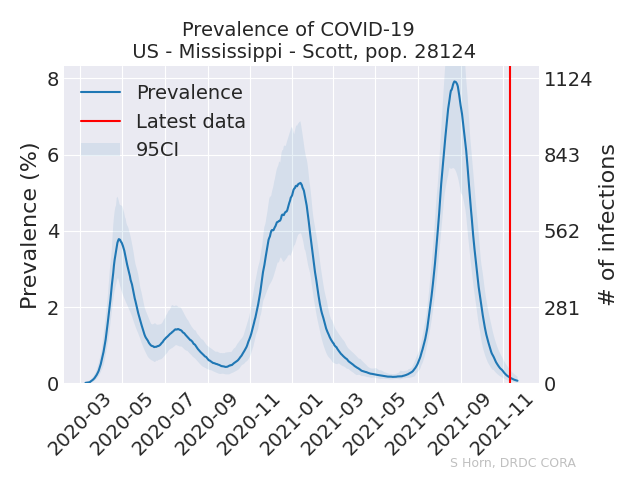 Prevalence of COVID-19
US - Mississippi - Scott, pop. 28124
Prevalence
Latest data
95CI
Prevalence (%)
8
6
4
2
0
1124
843
562
281
0
# of infections
2020-03
2020-05
2020-07
2020-09
2020-11
2021-01
2021-03
2021-05
2021-07
2021-09
2021-11
S Horn, DRDC CORA